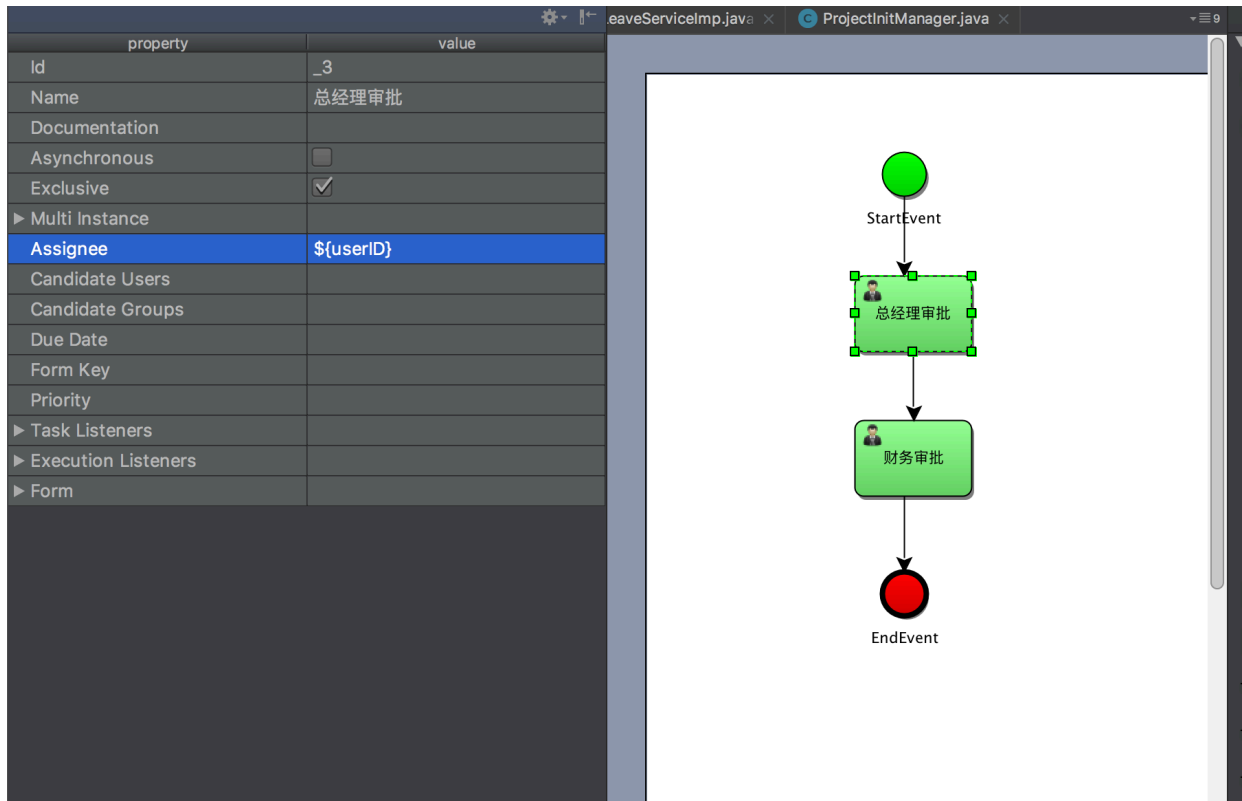 .eaveServiceImp.java
ProjectInitManager.java
9
property value
Id _3
Name 总经理审批
Documentation
Asynchronous
Exclusive
Multi Instance
Assignee ${userID}
Candidate Users
Candidate Groups
Due Date
Form Key
Priority
Task Listeners
Execution Listeners
Form
StartEvent
总经理审批
财务审批
EndEvent